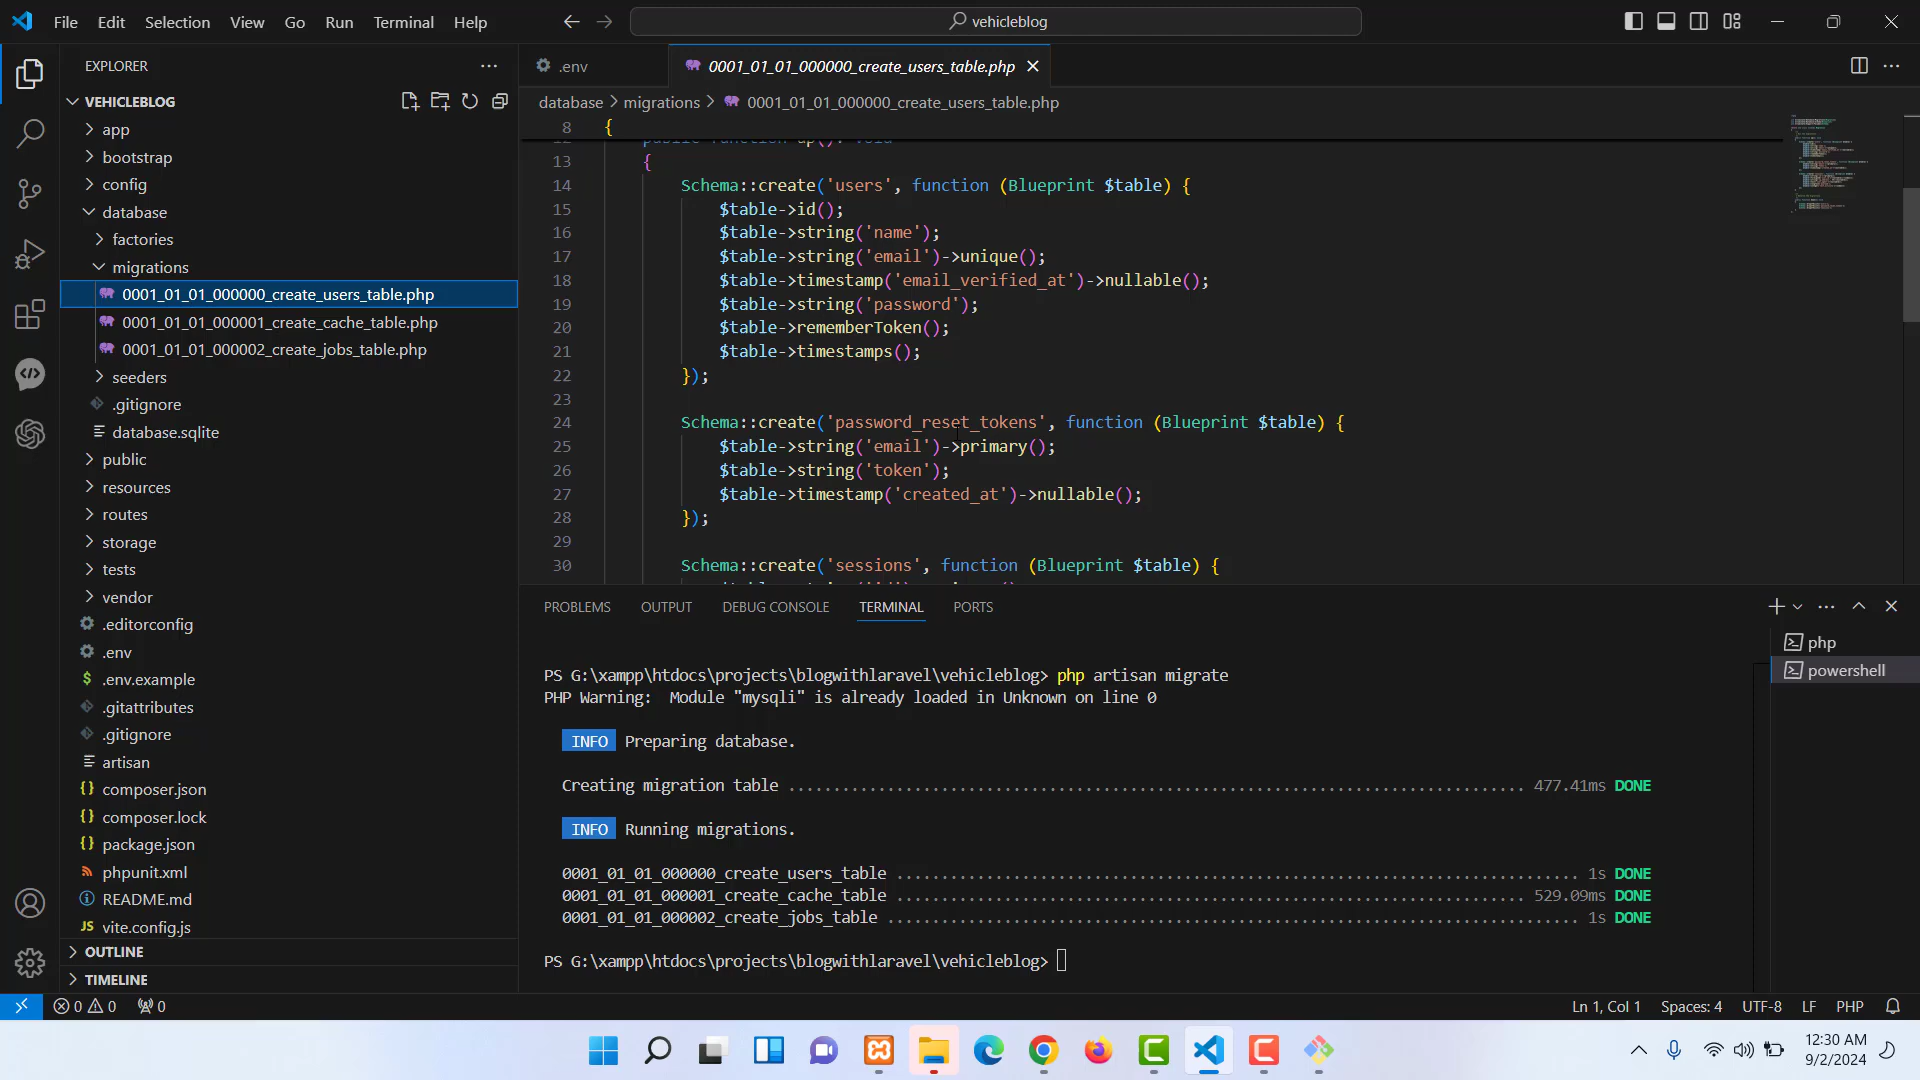 File Edit Selection View Go Run Terminal Help
vehicleblog
EXPLORER
VEHICLEBLOG
app
bootstrap
config
database
factories
migrations
0001_01_01_000000_create_users_table.php
0001_01_01_000001_create_cache_table.php
0001_01_01_000002_create_jobs_table.php
seeders
.gitignore
database.sqlite
public
resources
routes
storage
tests
vendor
.editorconfig
.env
.env.example
.gitattributes
.gitignore
artisan
composer.json
composer.lock
package.json
phpunit.xml
README.md
vite.config.js
OUTLINE
TIMELINE
.env
0001_01_01_000000_create_users_table.php
database > migrations > 0001_01_01_000000_create_users_table.php
8 {
12 public function up(): void
13 {
14 Schema::create('users', function (Blueprint $table) {
15 $table->id();
16 $table->string('name');
17 $table->string('email')->unique();
18 $table->timestamp('email_verified_at')->nullable();
19 $table->string('password');
20 $table->rememberToken();
21 $table->timestamps();
22 });
23
24 Schema::create('password_reset_tokens', function (Blueprint $table) {
25 $table->string('email')->primary();
26 $table->string('token');
27 $table->timestamp('created_at')->nullable();
28 });
29
30 Schema::create('sessions', function (Blueprint $table) {
PROBLEMS OUTPUT DEBUG CONSOLE TERMINAL PORTS
php
powershell
PS G:\xampp\htdocs\projects\blogwithlaravel\vehicleblog> php artisan migrate
PHP Warning:  Module "mysqli" is already loaded in Unknown on line 0
INFO Preparing database.
Creating migration table ........................................ 477.41ms DONE
INFO Running migrations.
0001_01_01_000000_create_users_table ........................................ 1s DONE
0001_01_01_000001_create_cache_table ........................................ 529.09ms DONE
0001_01_01_000002_create_jobs_table ........................................ 1s DONE
PS G:\xampp\htdocs\projects\blogwithlaravel\vehicleblog>
0 0 0
Ln 1, Col 1 Spaces: 4 UTF-8 LF PHP
12:30 AM
9/2/2024